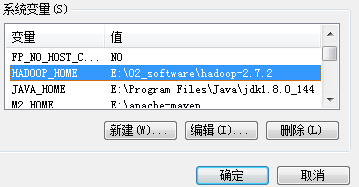 系统变量(S)
变量 值
FP_NO_HOST_C... NO
HADOOP_HOME E:\02_software\hadoop-2.7.2
JAVA_HOME E:\Program Files\Java\jdk1.8.0_144
M2_HOME E:\apache-maven
新建(W)... 编辑(I)... 删除(L)
确定 取消